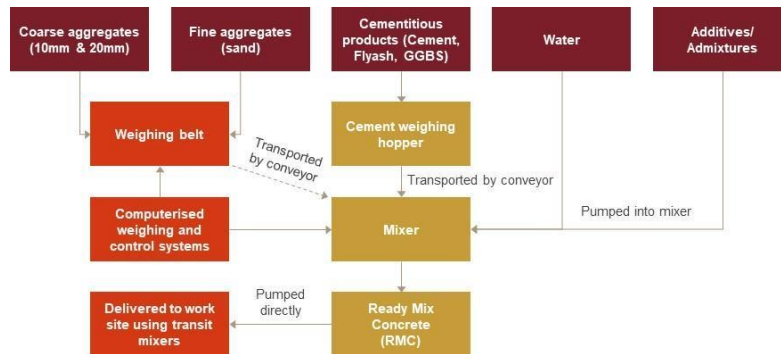 Coarse aggregates
(10mm & 20mm)
Fine aggregates
(sand)
Cementitious
products (Cement,
Flyash, GGBS)
Water
Additives/
Admixtures
Weighing belt
Transported
by conveyor
Cement weighing
hopper
Transported by conveyor
Computerised
weighing and
control systems
Mixer
Pumped into mixer
Delivered to work
site using transit
mixers
Pumped
directly
Ready Mix
Concrete
(RMC)